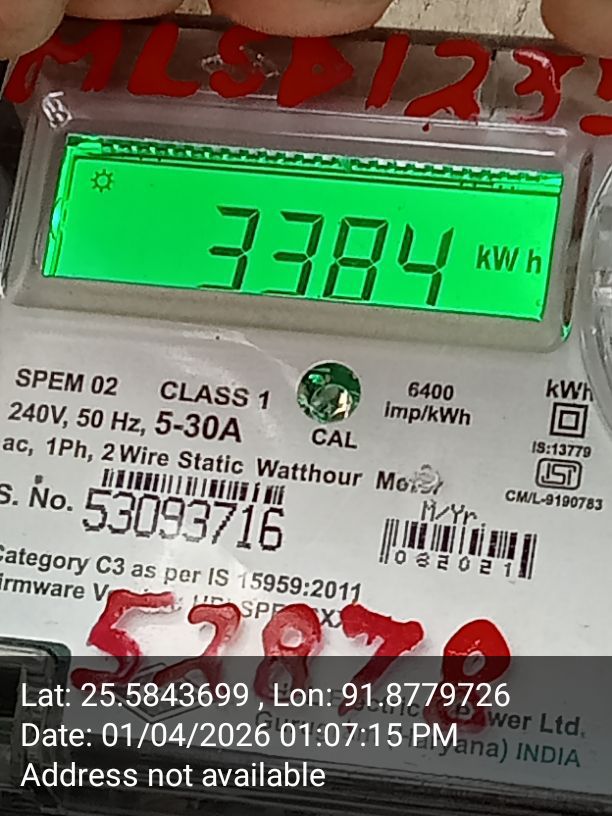 MLSD1235
3384 kWh
SPEM 02 CLASS 1 6400 imp/kWh kWh
240V, 50 Hz, 5-30A CAL IS:13779
ac, 1Ph, 2 Wire Static Watthour CM/L-9190783
S. No. 53093716 M/Yr. 062021
Category C3 as per IS 15959:2011
52878
Power Ltd.
INDIA
Lat: 25.5843699 , Lon: 91.8779726
Date: 01/04/2026 01:07:15 PM
Address not available